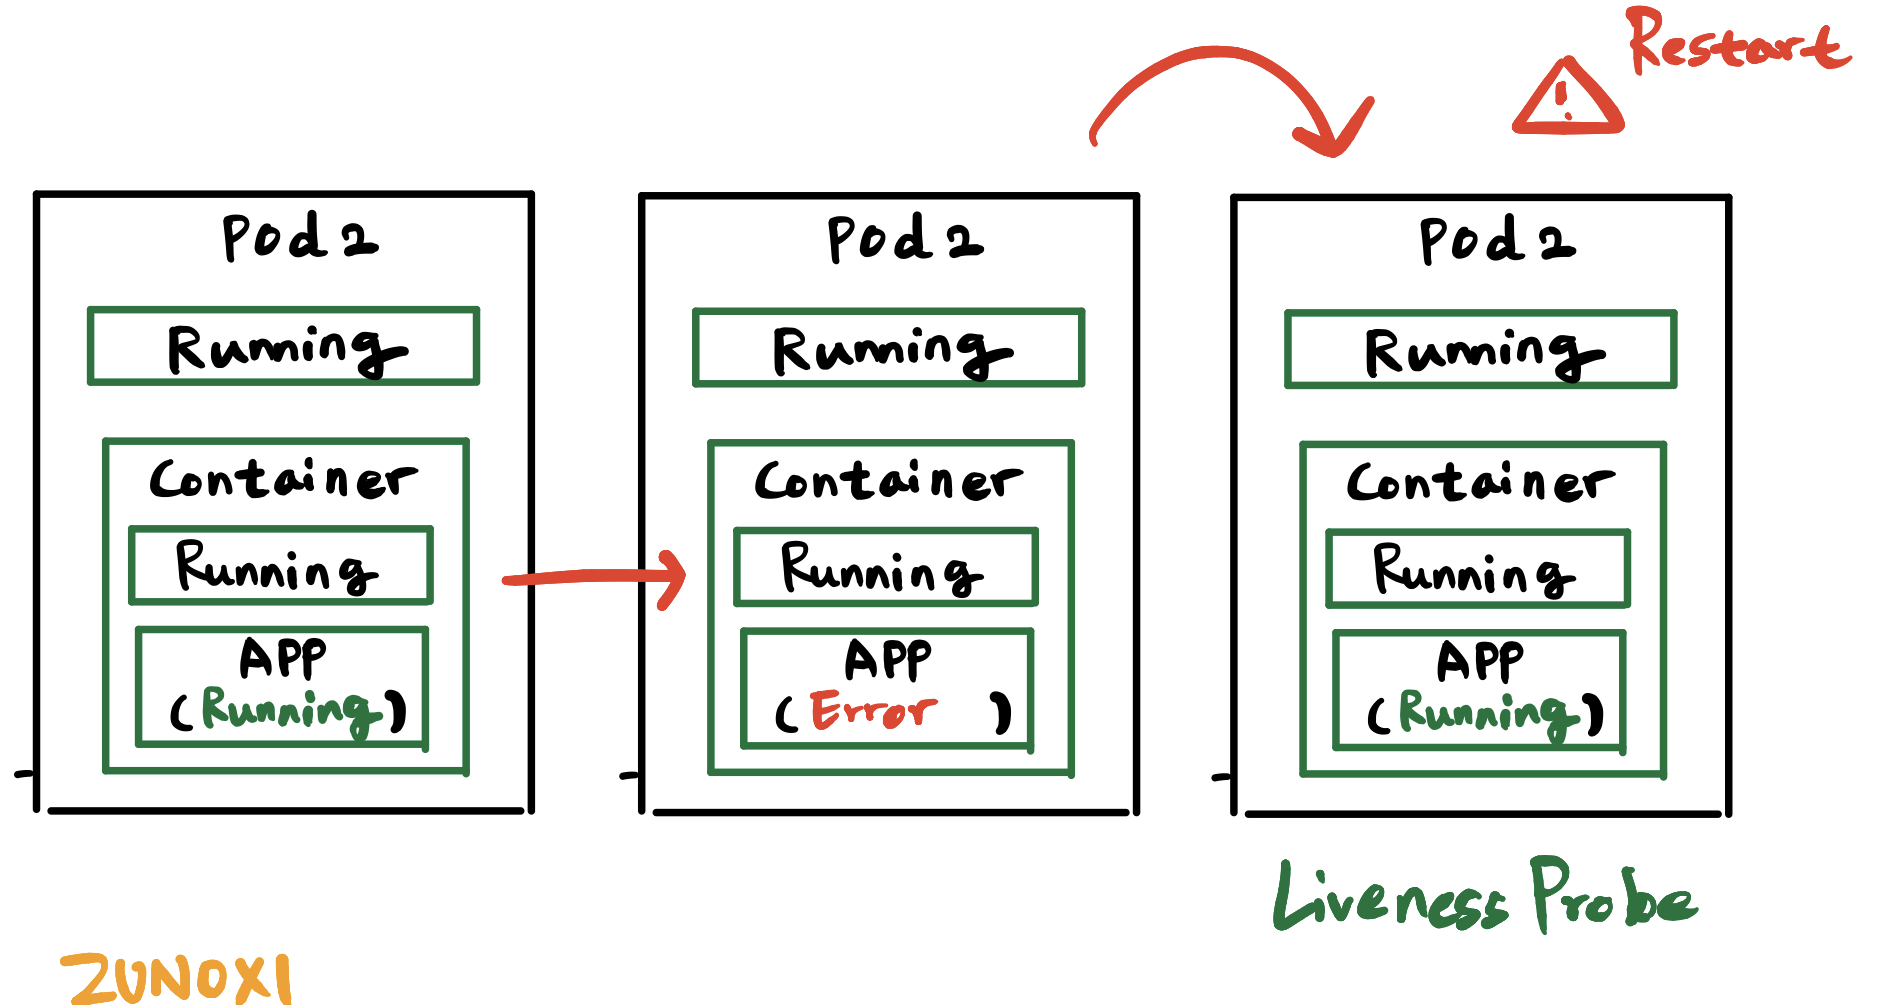 Restart
!
Pod 2
Running
Container
Running
APP
(Running)
Pod 2
Running
Container
Running
APP
(Error )
Pod 2
Running
Container
Running
APP
(Running)
Liveness Probe
ZUNOXI